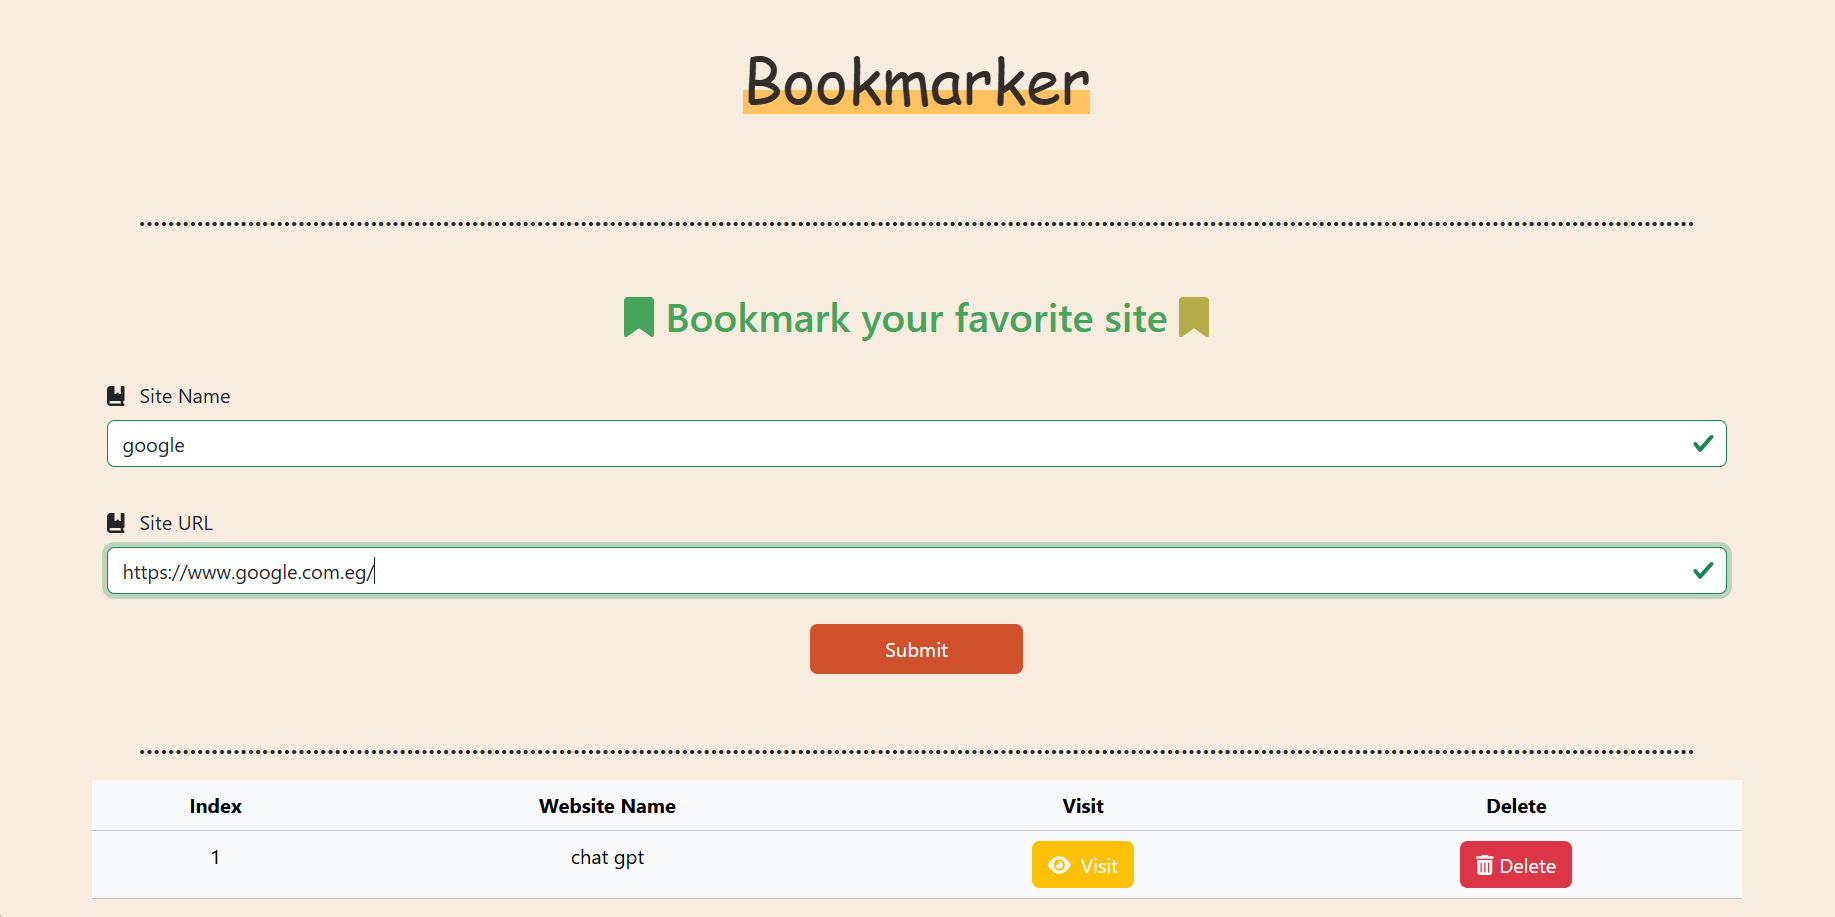 Bookmarker
Bookmark your favorite site
Site Name
google
Site URL
https://www.google.com.eg/
Submit
Index Website Name Visit Delete
1 chat gpt Visit Delete